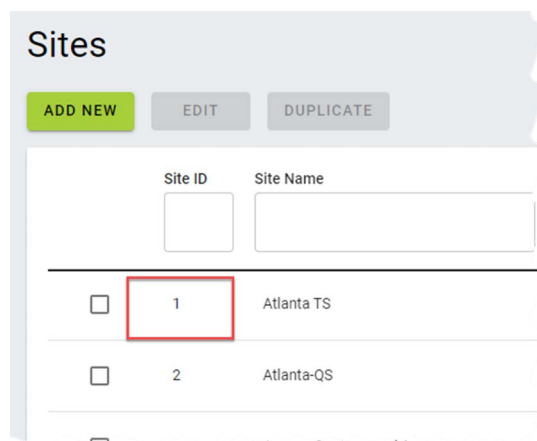 Sites
ADD NEW EDIT DUPLICATE
Site ID Site Name
1 Atlanta TS
2 Atlanta-QS